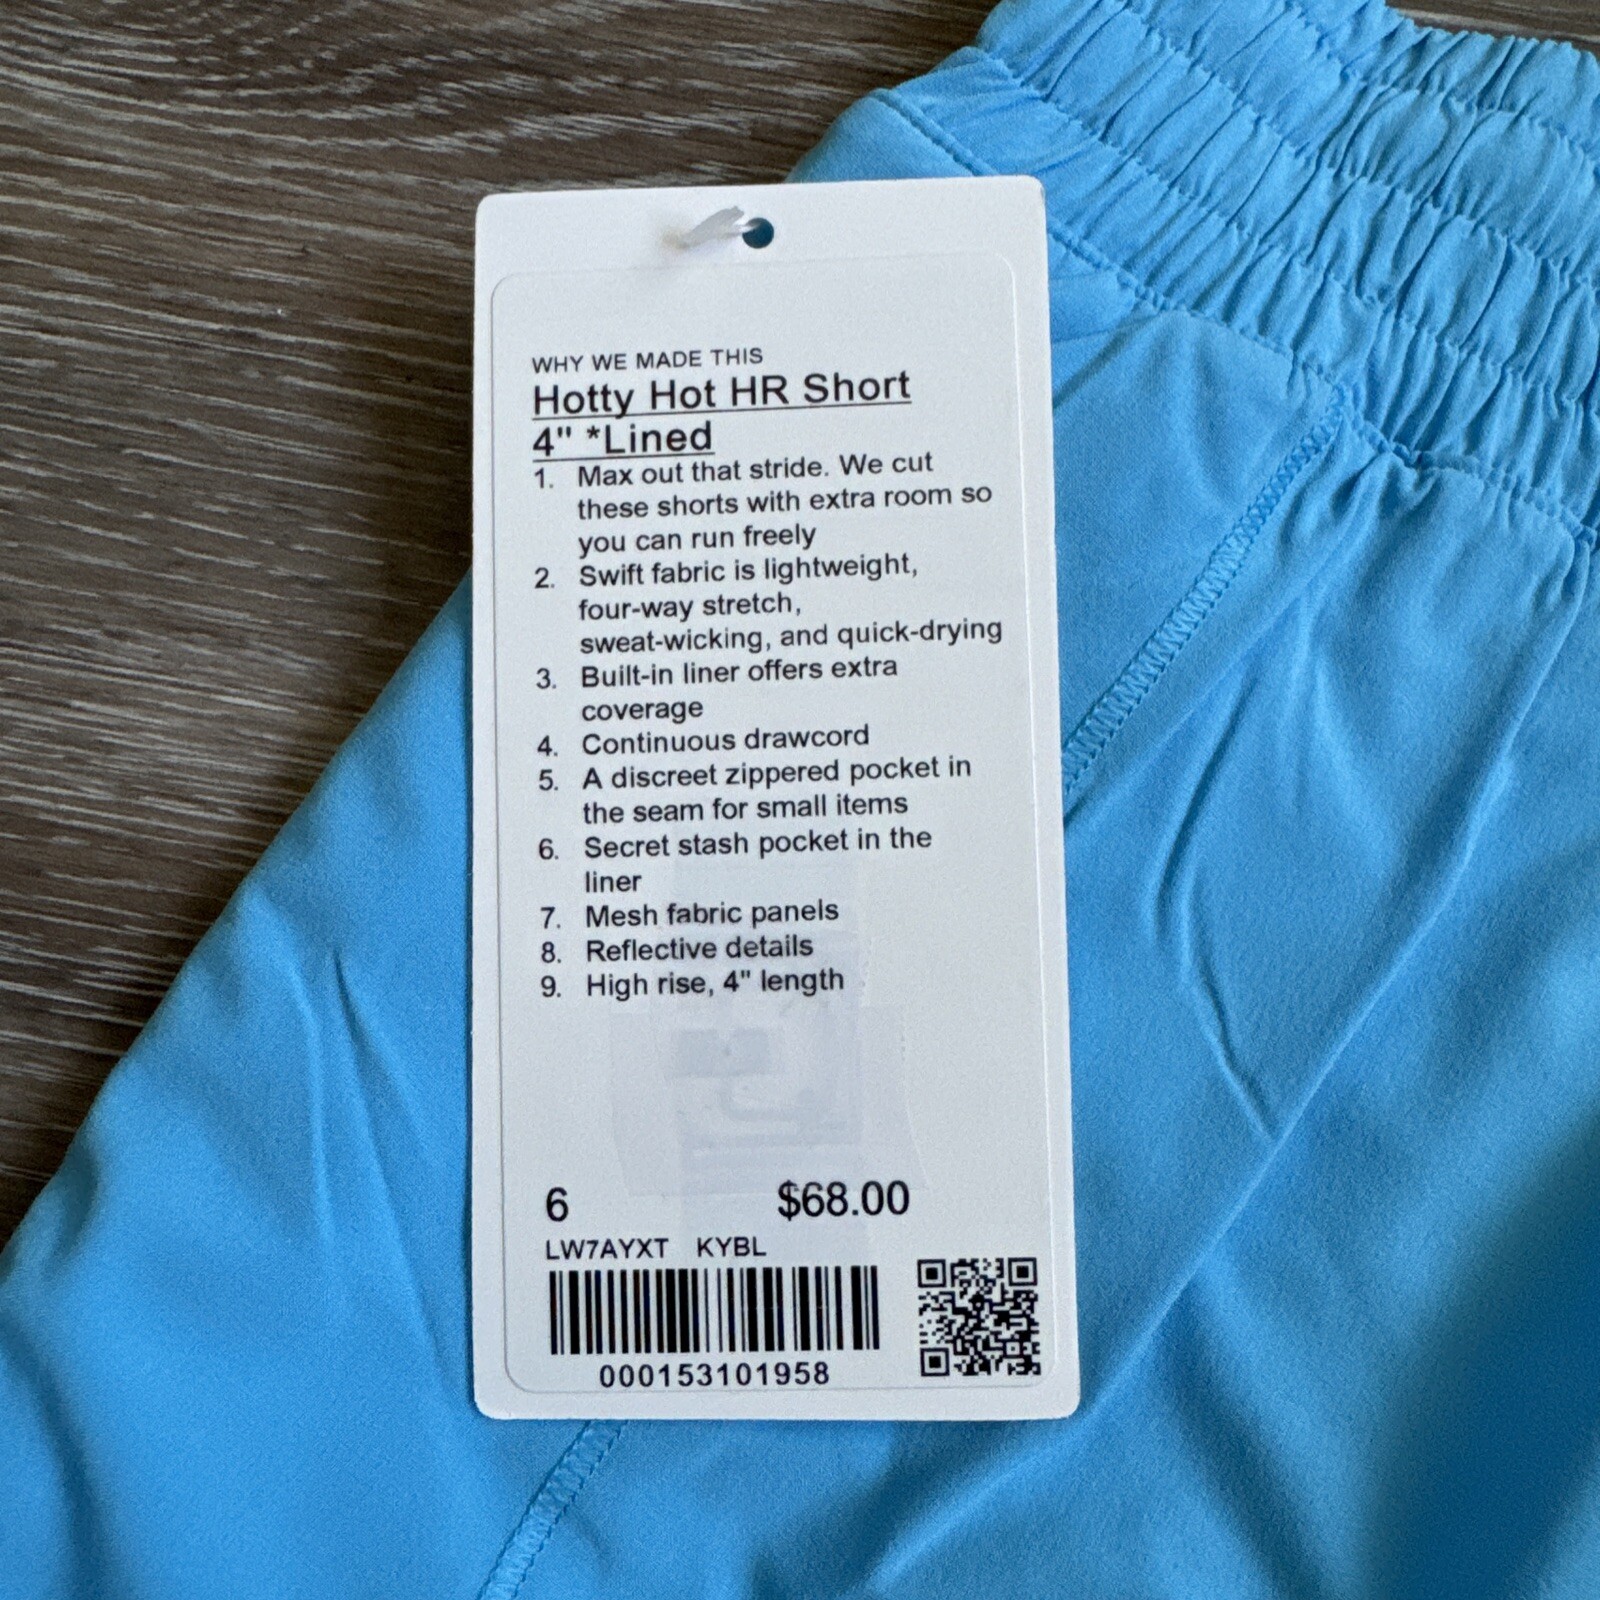 WHY WE MADE THIS
Hotty Hot HR Short
4" *Lined
1. Max out that stride. We cut
these shorts with extra room so
you can run freely
2. Swift fabric is lightweight,
four-way stretch,
sweat-wicking, and quick-drying
3. Built-in liner offers extra
coverage
4. Continuous drawcord
5. A discreet zippered pocket in
the seam for small items
6. Secret stash pocket in the
liner
7. Mesh fabric panels
8. Reflective details
9. High rise, 4" length
6 $68.00
LW7AYXT KYBL
000153101958